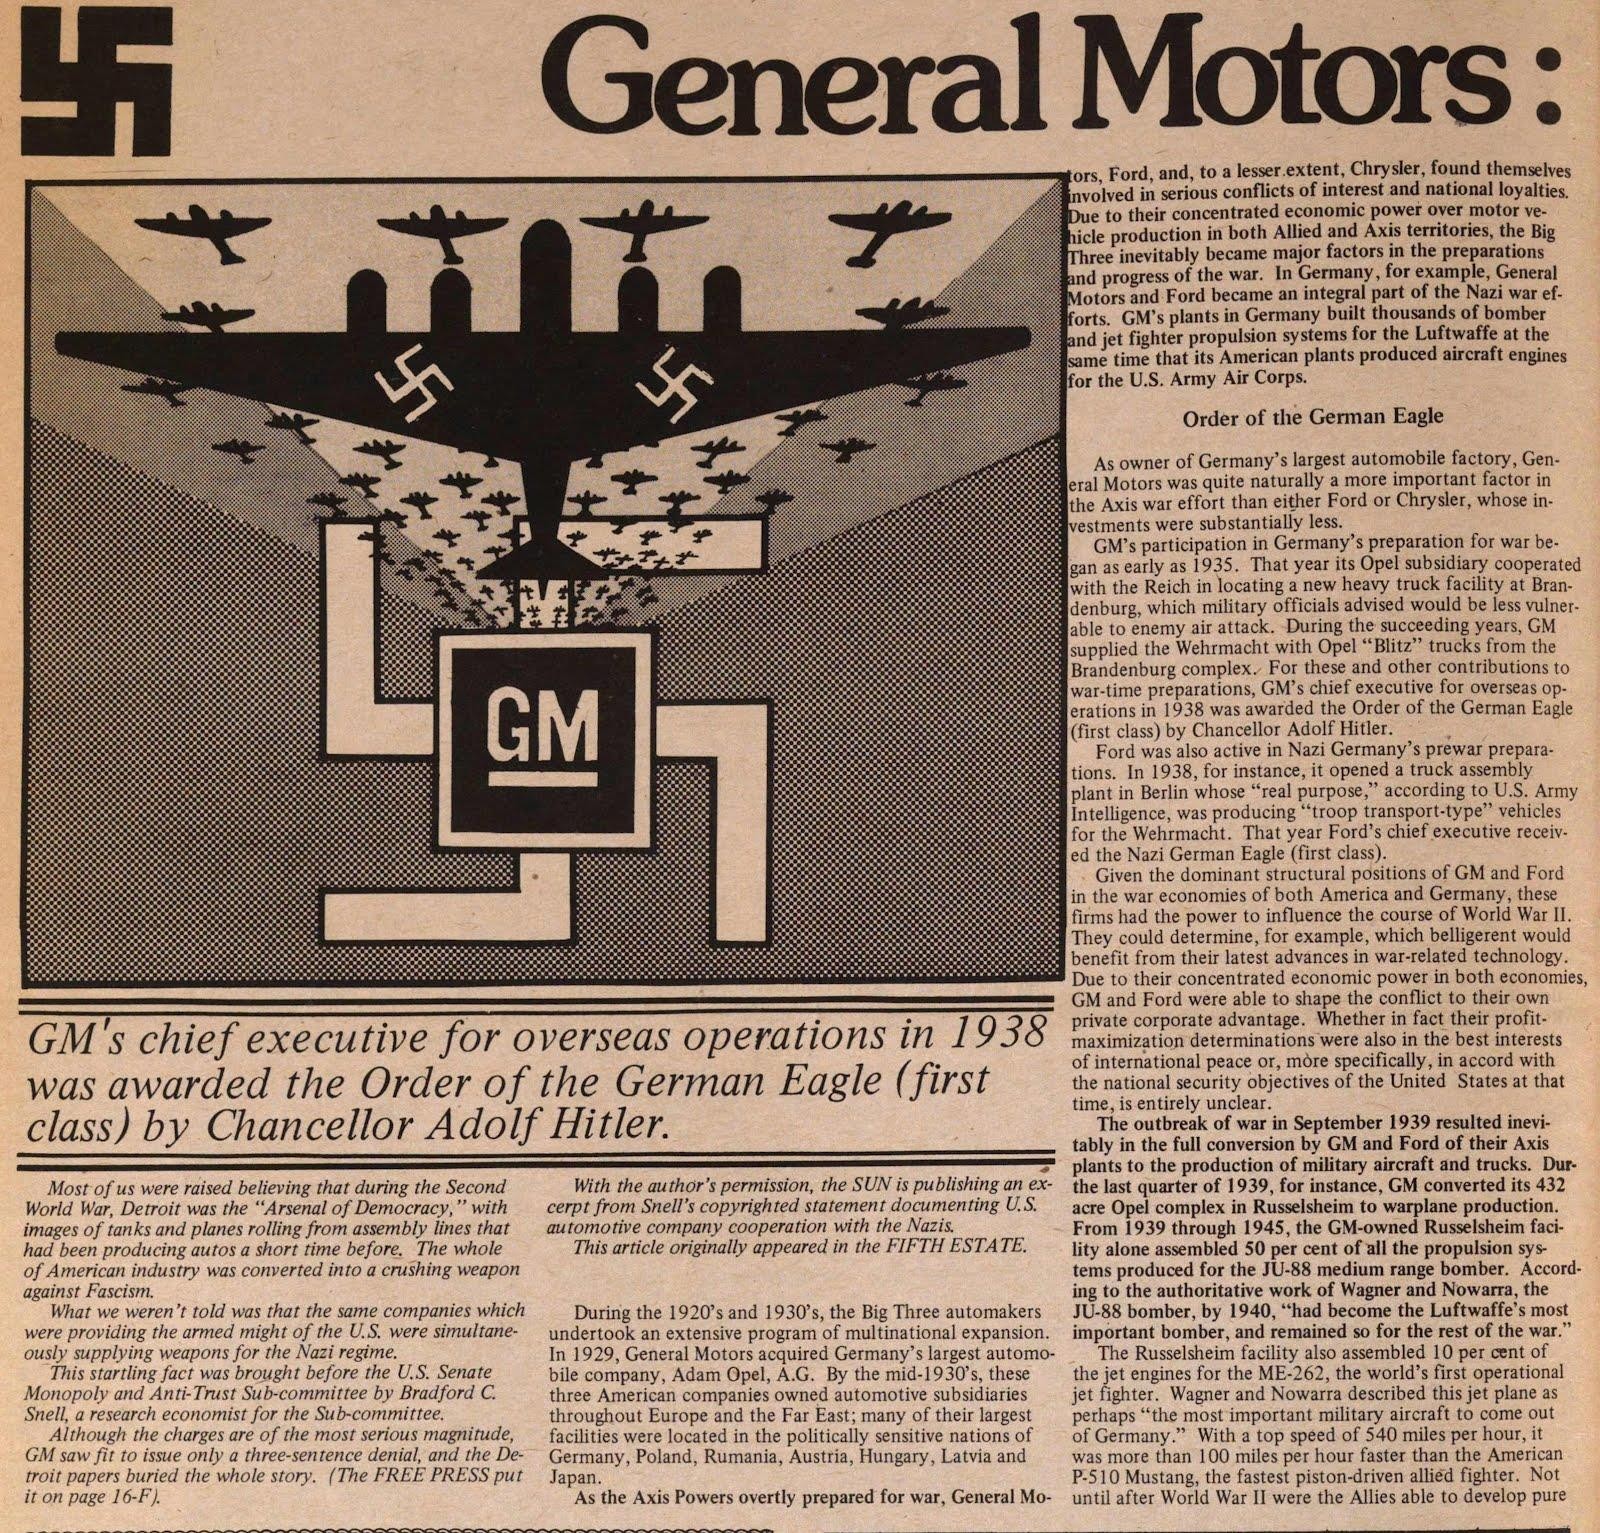 General Motors:
GM
GM's chief executive for overseas operations in 1938
was awarded the Order of the German Eagle (first
class) by Chancellor Adolf Hitler.
Most of us were raised believing that during the Second
World War, Detroit was the "Arsenal of Democracy," with
images of tanks and planes rolling from assembly lines that
had been producing autos a short time before. The whole
of American industry was converted into a crushing weapon
against Fascism.
What we weren't told was that the same companies which
were providing the armed might of the U.S. were simultane-
ously supplying weapons for the Nazi regime.
This startling fact was brought before the U.S. Senate
Monopoly and Anti-Trust Sub-committee by Bradford C.
Snell, a research economist for the Sub-committee.
Although the charges are of the most serious magnitude,
GM saw fit to issue only a three-sentence denial, and the De-
troit papers buried the whole story. (The FREE PRESS put
it on page 16-F).
With the author's permission, the SUN is publishing an ex-
cerpt from Snell's copyrighted statement documenting U.S.
automotive company cooperation with the Nazis.
This article originally appeared in the FIFTH ESTATE.
During the 1920's and 1930's, the Big Three automakers
undertook an extensive program of multinational expansion.
In 1929, General Motors acquired Germany's largest automo-
bile company, Adam Opel, A.G. By the mid-1930's, these
three American companies owned automotive subsidiaries
throughout Europe and the Far East; many of their largest
facilities were located in the politically sensitive nations of
Germany, Poland, Rumania, Austria, Hungary, Latvia and
Japan.
As the Axis Powers overtly prepared for war, General Mo-
tors, Ford, and, to a lesser extent, Chrysler, found themselves
involved in serious conflicts of interest and national loyalties.
Due to their concentrated economic power over motor ve-
hicle production in both Allied and Axis territories, the Big
Three inevitably became major factors in the preparations
and progress of the war. In Germany, for example, General
Motors and Ford became an integral part of the Nazi war ef-
forts. GM's plants in Germany built thousands of bomber
and jet fighter propulsion systems for the Luftwaffe at the
same time that its American plants produced aircraft engines
for the U.S. Army Air Corps.
Order of the German Eagle
As owner of Germany's largest automobile factory, Gen-
eral Motors was quite naturally a more important factor in
the Axis war effort than either Ford or Chrysler, whose in-
vestments were substantially less.
GM's participation in Germany's preparation for war be-
gan as early as 1935. That year its Opel subsidiary cooperated
with the Reich in locating a new heavy truck facility at Bran-
denburg, which military officials advised would be less vulner-
able to enemy air attack. During the succeeding years, GM
supplied the Wehrmacht with Opel "Blitz" trucks from the
Brandenburg complex. For these and other contributions to
war-time preparations, GM's chief executive for overseas op-
erations in 1938 was awarded the Order of the German Eagle
(first class) by Chancellor Adolf Hitler.
Ford was also active in Nazi Germany's prewar prepara-
tions. In 1938, for instance, it opened a truck assembly
plant in Berlin whose "real purpose," according to U.S. Army
Intelligence, was producing "troop transport-type" vehicles
for the Wehrmacht. That year Ford's chief executive receiv-
ed the Nazi German Eagle (first class).
Given the dominant structural positions of GM and Ford
in the war economies of both America and Germany, these
firms had the power to influence the course of World War II.
They could determine, for example, which belligerent would
benefit from their latest advances in war-related technology.
Due to their concentrated economic power in both economies,
GM and Ford were able to shape the conflict to their own
private corporate advantage. Whether in fact their profit-
maximization determinations were also in the best interests
of international peace or, more specifically, in accord with
the national security objectives of the United States at that
time, is entirely unclear.
The outbreak of war in September 1939 resulted inevi-
tably in the full conversion by GM and Ford of their Axis
plants to the production of military aircraft and trucks. Dur-
the last quarter of 1939, for instance, GM converted its 432
acre Opel complex in Russelsheim to warplane production.
From 1939 through 1945, the GM-owned Russelsheim faci-
lity alone assembled 50 per cent of all the propulsion sys-
tems produced for the JU-88 medium range bomber. Accord-
ing to the authoritative work of Wagner and Nowarra, the
JU-88 bomber, by 1940, "had become the Luftwaffe's most
important bomber, and remained so for the rest of the war."
The Russelsheim facility also assembled 10 per cent of
the jet engines for the ME-262, the world's first operational
jet fighter. Wagner and Nowarra described this jet plane as
perhaps "the most important military aircraft to come out
of Germany." With a top speed of 540 miles per hour, it
was more than 100 miles per hour faster than the American
P-510 Mustang, the fastest piston-driven allied fighter. Not
until after World War II were the Allies able to develop pure